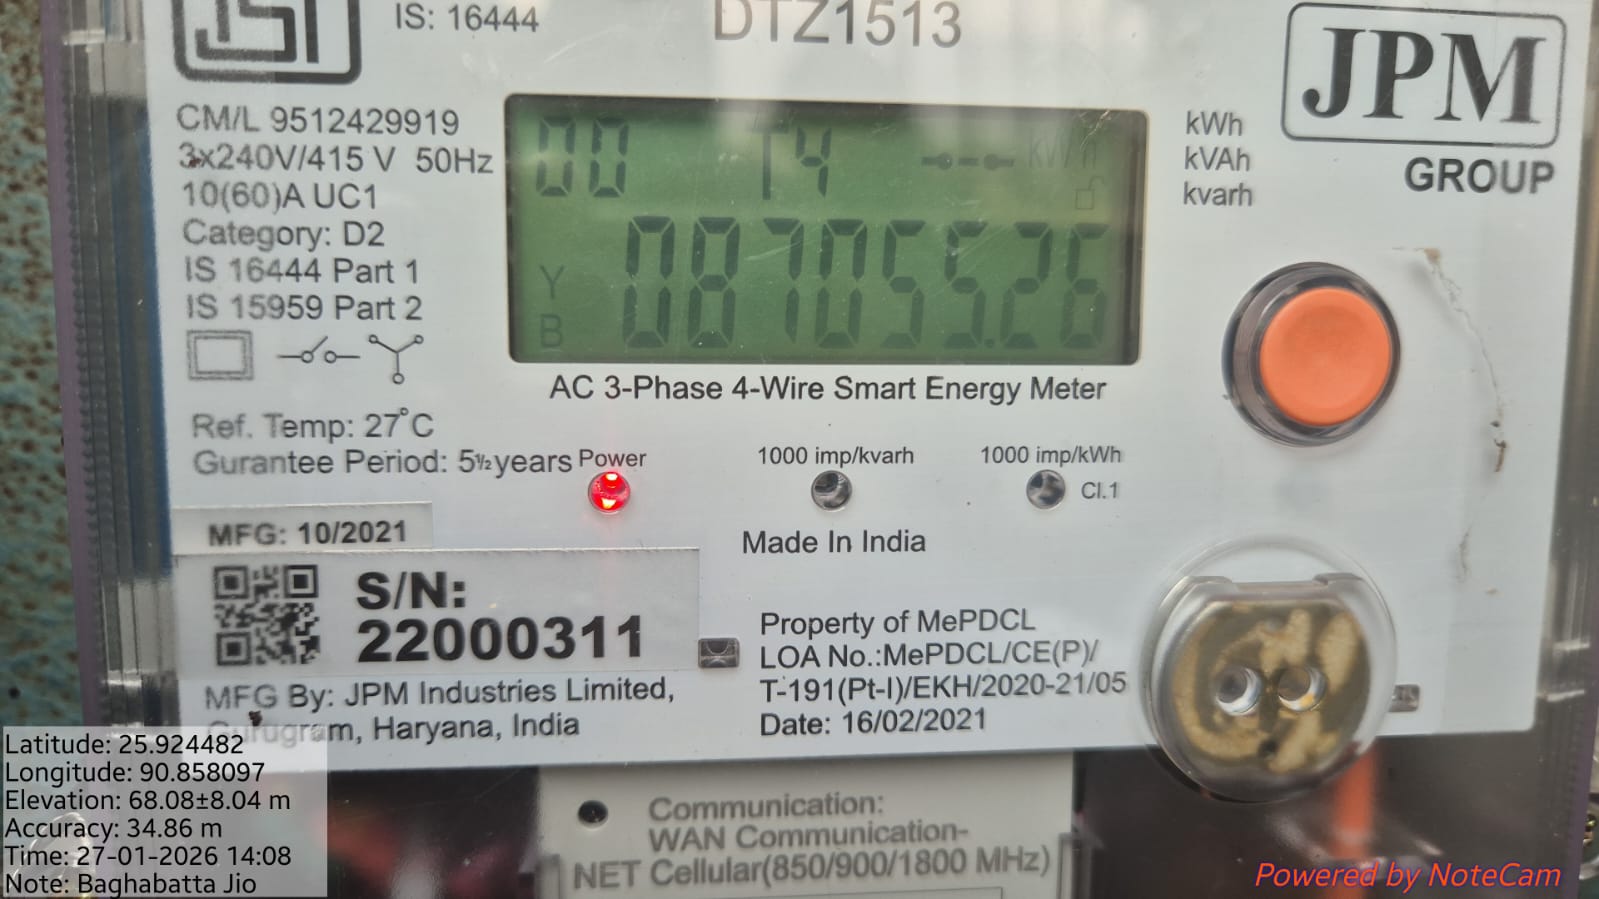 IS: 16444
DTZ1513
JPM
GROUP
CM/L 9512429919
3x240V/415 V 50Hz
10(60)A UC1
Category: D2
IS 16444 Part 1
IS 15959 Part 2
00 T4 kWh
Y
B
08705526
kWh
kVAh
kvarh
AC 3-Phase 4-Wire Smart Energy Meter
Ref. Temp: 27°C
Gurantee Period: 5½years
Power
1000 imp/kvarh
1000 imp/kWh
Cl.1
MFG: 10/2021
Made In India
S/N:
22000311
MFG By: JPM Industries Limited,
Gurugram, Haryana, India
Property of MePDCL
LOA No.:MePDCL/CE(P)/
T-191(Pt-I)/EKH/2020-21/05
Date: 16/02/2021
Communication:
WAN Communication-
NET Cellular(850/900/1800 MHz)
Latitude: 25.924482
Longitude: 90.858097
Elevation: 68.08±8.04 m
Accuracy: 34.86 m
Time: 27-01-2026 14:08
Note: Baghabatta Jio
Powered by NoteCam